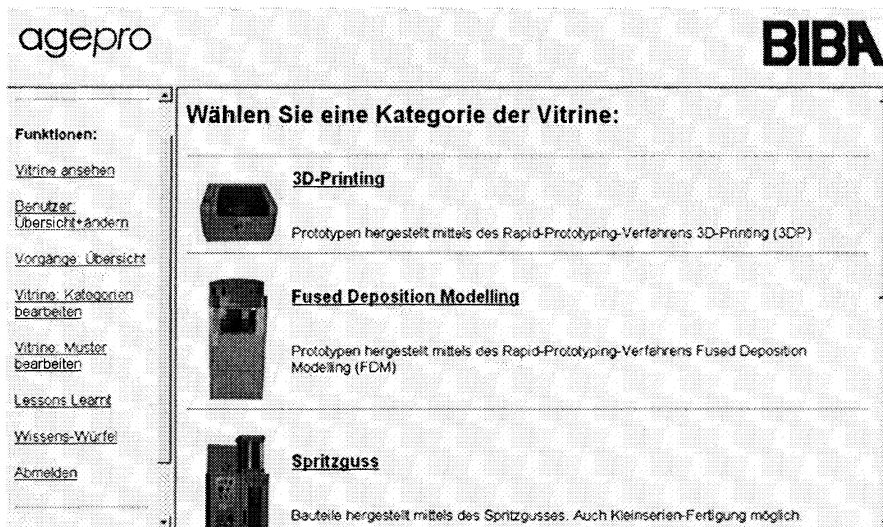 agepro
BIBA
Funktionen:
Vitrine ansehen
Benutzer:
Übersicht+ändern
Vorgänge: Übersicht
Vitrine: Kategorien
bearbeiten
Vitrine: Muster
bearbeiten
Lessons Learnt
Wissens-Würfel
Abmelden
Wählen Sie eine Kategorie der Vitrine:
3D-Printing
Prototypen hergestellt mittels des Rapid-Prototyping-Verfahrens 3D-Printing (3DP)
Fused Deposition Modelling
Prototypen hergestellt mittels des Rapid-Prototyping-Verfahrens Fused Deposition
Modelling (FDM)
Spritzguss
Bauteile hergestellt mittels des Spritzgusses. Auch Kleinserien-Fertigung möglich.